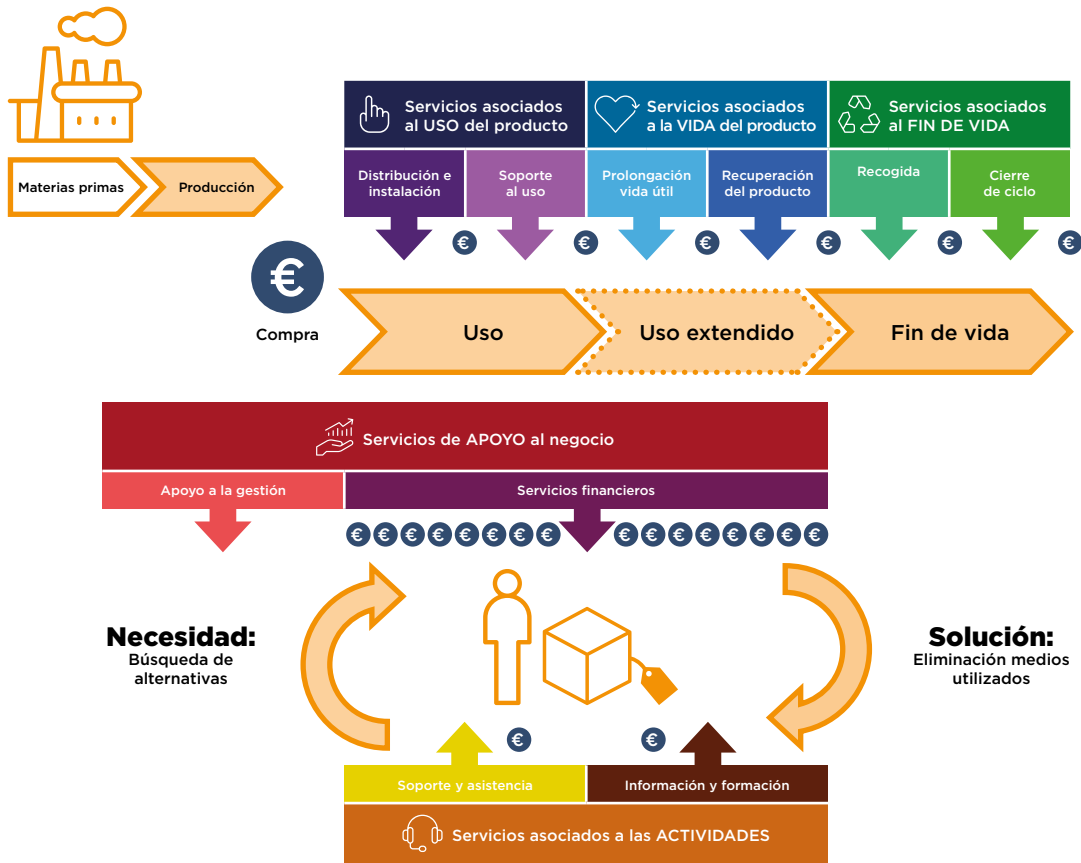 Servicios asociados
al USO del producto
Servicios asociados
a la VIDA del producto
Servicios asociados
al FIN DE VIDA
Materias primas
Producción
Distribución e
instalación
Soporte
al uso
Prolongación
vida útil
Recuperación
del producto
Recogida
Cierre
de ciclo
€ € € € € €
€
Compra
Uso
Uso extendido
Fin de vida
Servicios de APOYO al negocio
Apoyo a la gestión
Servicios financieros
€ € € € € € € € € € € € € € € €
Necesidad:
Búsqueda de
alternativas
Solución:
Eliminación medios
utilizados
€ €
Soporte y asistencia
Información y formación
Servicios asociados a las ACTIVIDADES